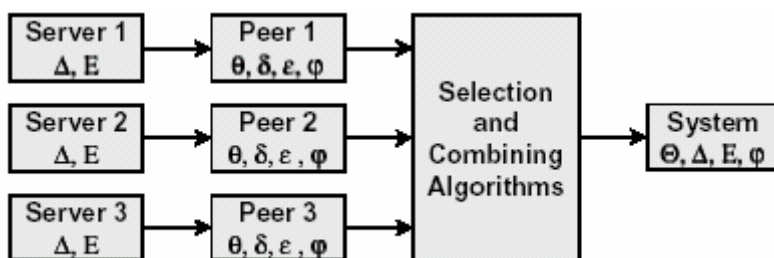 Server 1
Δ, E
Peer 1
θ, δ, ε, φ
Server 2
Δ, E
Peer 2
θ, δ, ε , φ
Server 3
Δ, E
Peer 3
θ, δ, ε, φ
Selection
and
Combining
Algorithms
System
Θ, Δ, E, φ